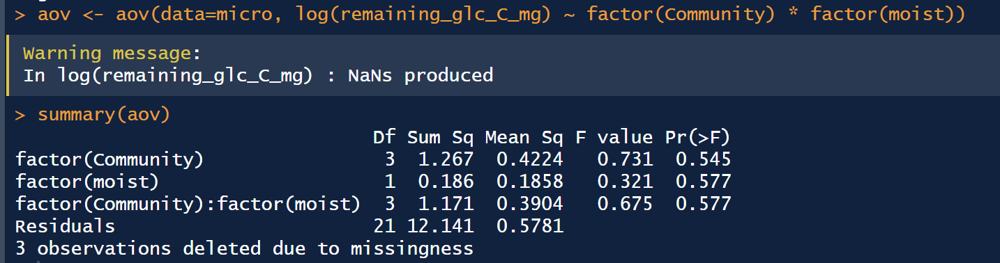 > aov <- aov(data=micro, log(remaining_glc_C_mg) ~ factor(Community) * factor(moist))
Warning message:
In log(remaining_glc_C_mg) : NaNs produced
> summary(aov)
                                Df Sum Sq Mean Sq F value Pr(>F)
factor(Community)                3  1.267  0.4224   0.731  0.545
factor(moist)                    1  0.186  0.1858   0.321  0.577
factor(Community):factor(moist)  3  1.171  0.3904   0.675  0.577
Residuals                       21 12.141  0.5781
3 observations deleted due to missingness